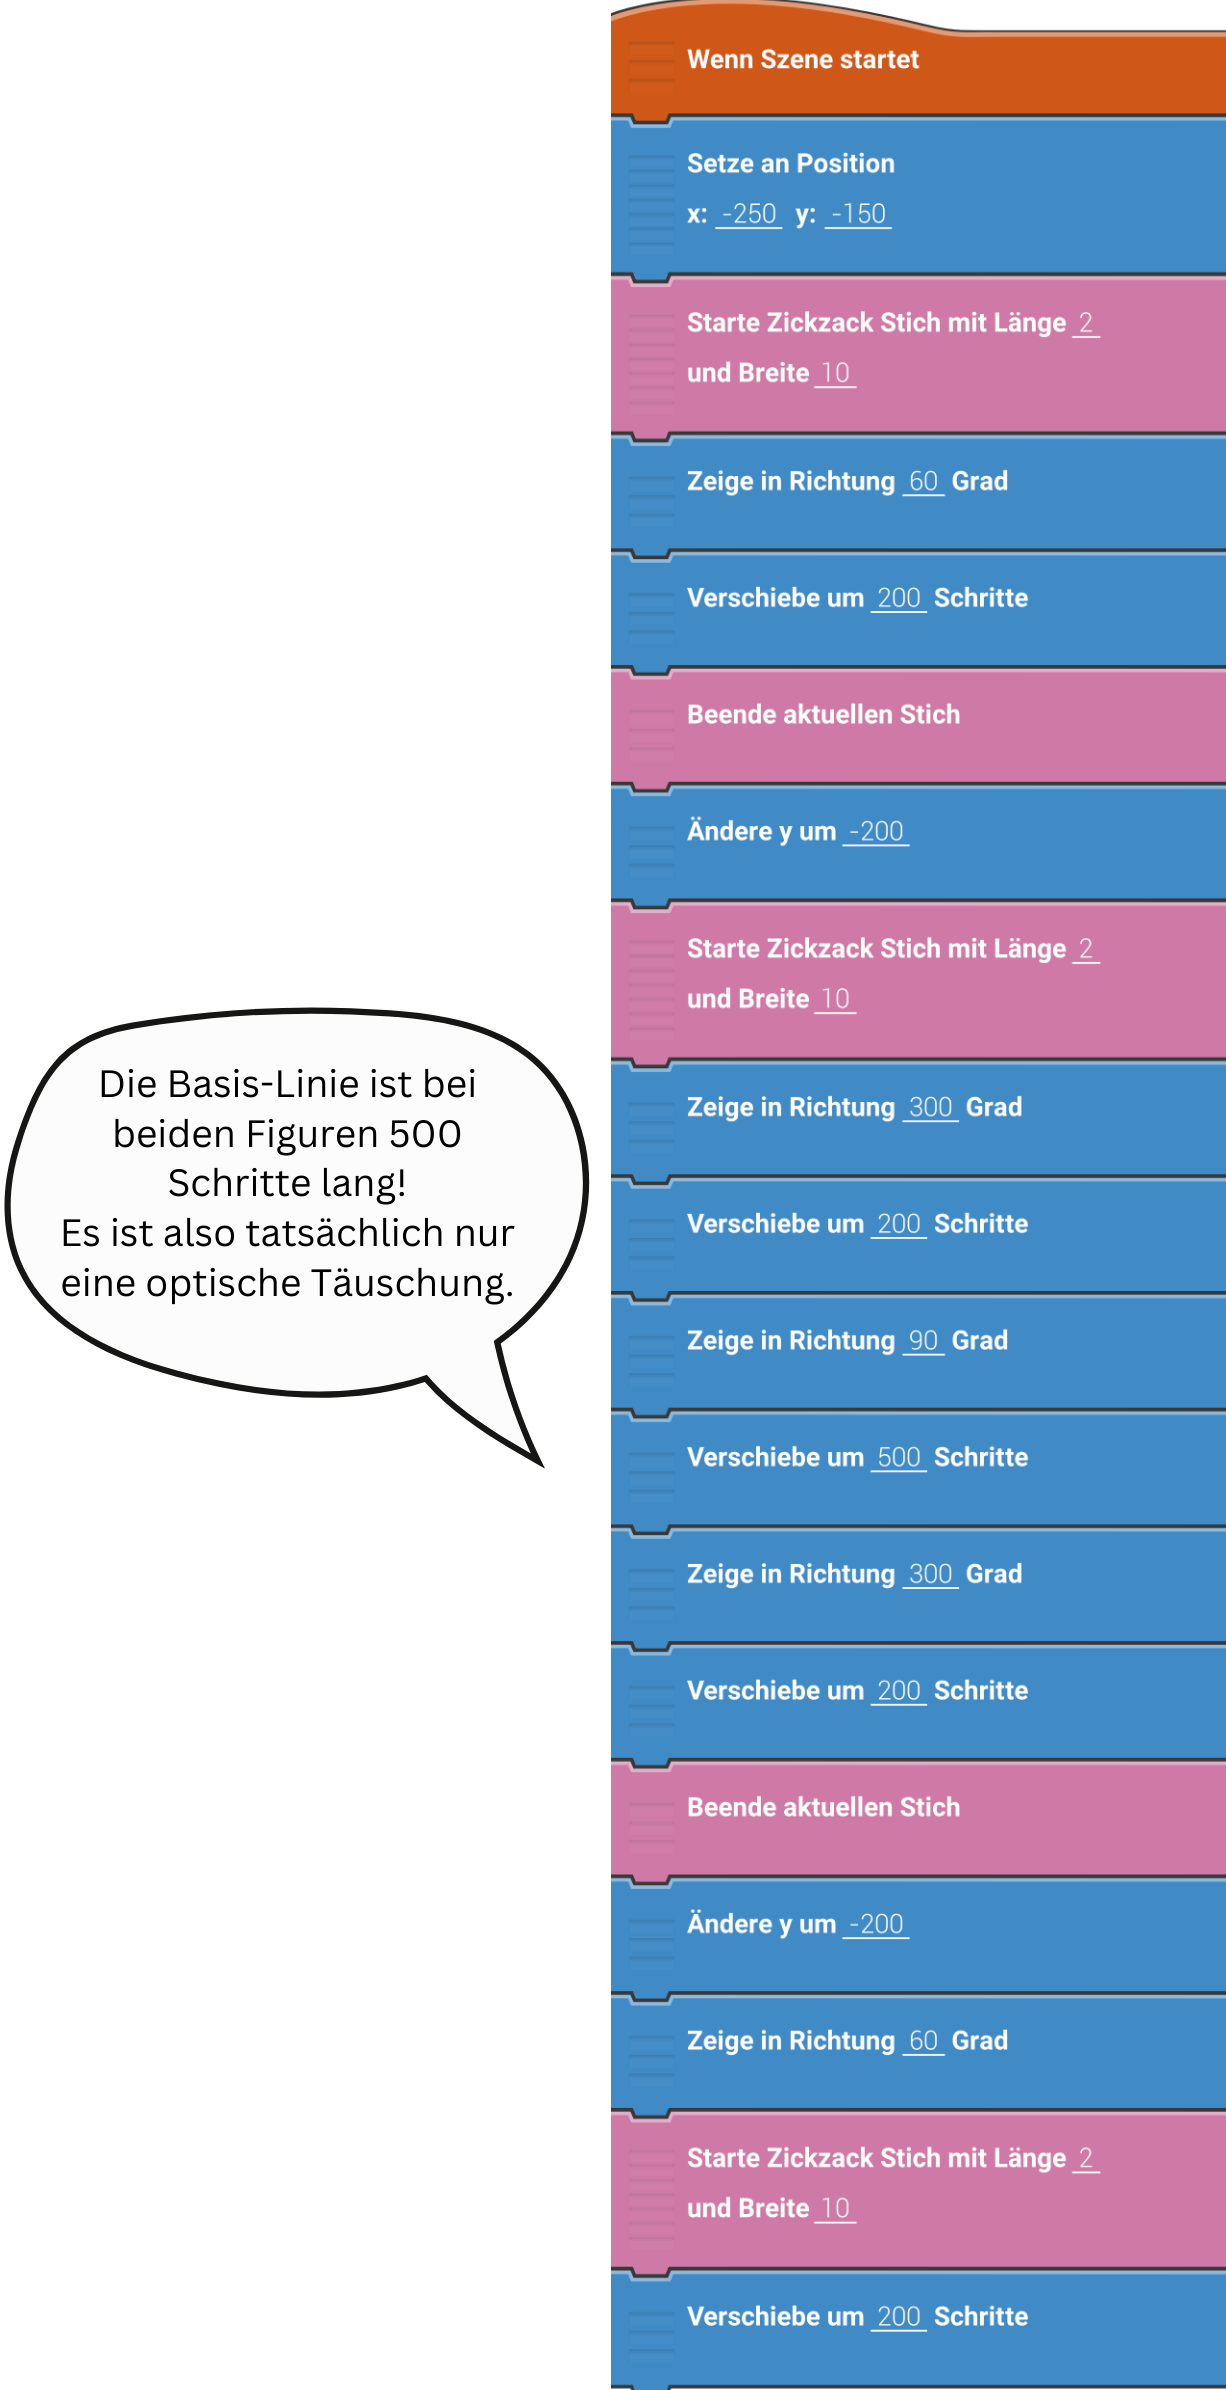 Wenn Szene startet
Setze an Position
x: -250 y: -150
Starte Zickzack Stich mit Länge 2
und Breite 10
Zeige in Richtung 60 Grad
Verschiebe um 200 Schritte
Beende aktuellen Stich
Ändere y um -200
Starte Zickzack Stich mit Länge 2
und Breite 10
Zeige in Richtung 300 Grad
Verschiebe um 200 Schritte
Zeige in Richtung 90 Grad
Verschiebe um 500 Schritte
Zeige in Richtung 300 Grad
Verschiebe um 200 Schritte
Beende aktuellen Stich
Ändere y um -200
Zeige in Richtung 60 Grad
Starte Zickzack Stich mit Länge 2
und Breite 10
Verschiebe um 200 Schritte
Die Basis-Linie ist bei
beiden Figuren 500
Schritte lang!
Es ist also tatsächlich nur
eine optische Täuschung.